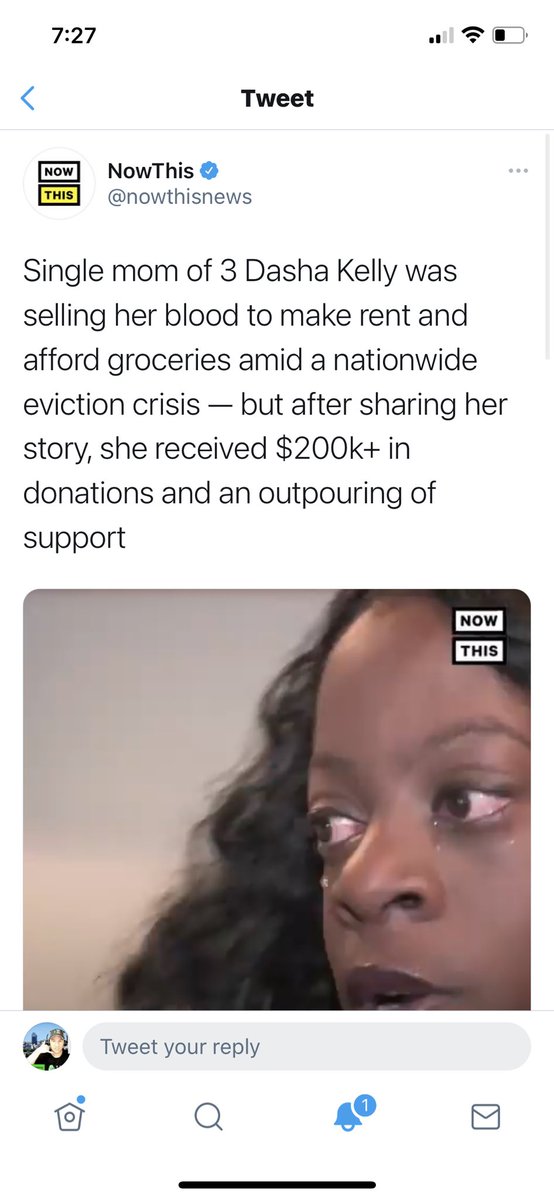 7:27
Tweet
NOW
THIS
NowThis
@nowthisnews
Single mom of 3 Dasha Kelly was
selling her blood to make rent and
afford groceries amid a nationwide
eviction crisis — but after sharing her
story, she received $200k+ in
donations and an outpouring of
support
NOW
THIS
Tweet your reply
1